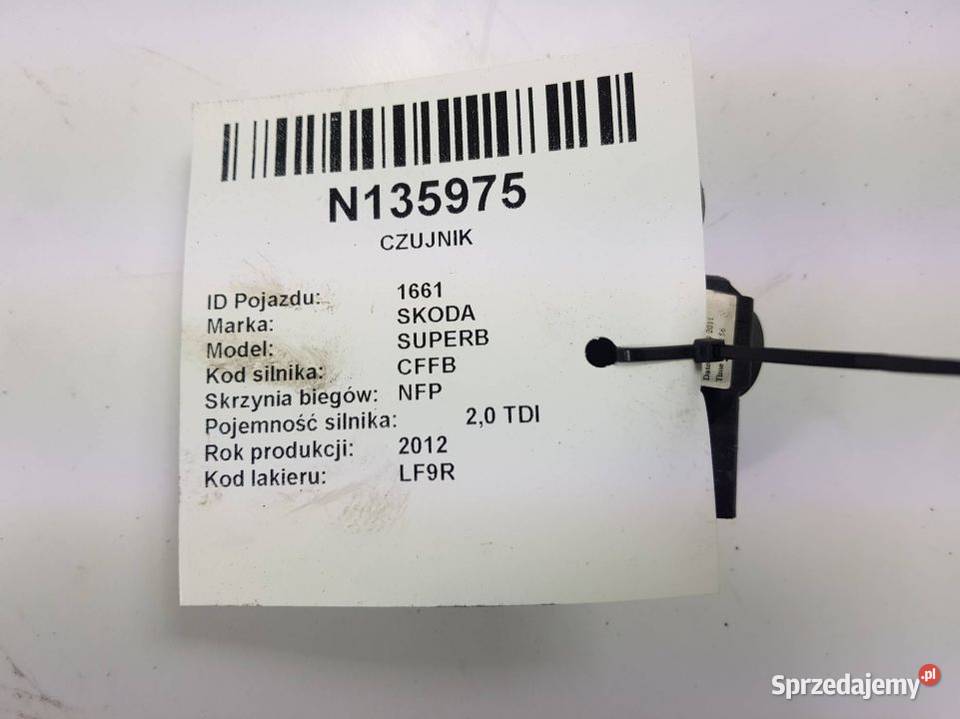 N135975
CZUJNIK
ID Pojazdu: 1661
Marka: SKODA
Model: SUPERB
Kod silnika: CFFB
Skrzynia biegów: NFP
Pojemność silnika: 2,0 TDI
Rok produkcji: 2012
Kod lakieru: LF9R
2011
Sprzedajemy.pl